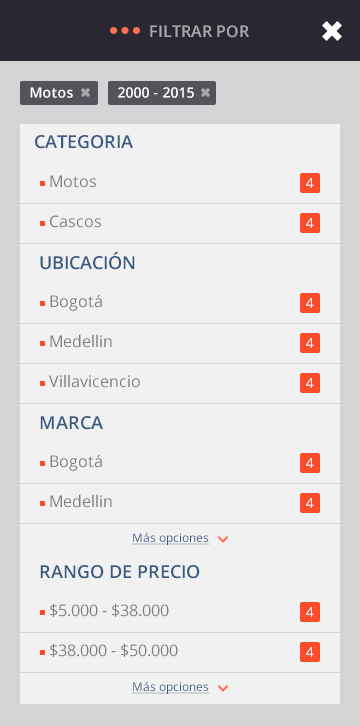 FILTRAR POR
Motos
2000 - 2015
CATEGORIA
Motos 4
Cascos 4
UBICACIÓN
Bogotá 4
Medellin 4
Villavicencio 4
MARCA
Bogotá 4
Medellin 4
Más opciones
RANGO DE PRECIO
$5.000 - $38.000 4
$38.000 - $50.000 4
Más opciones